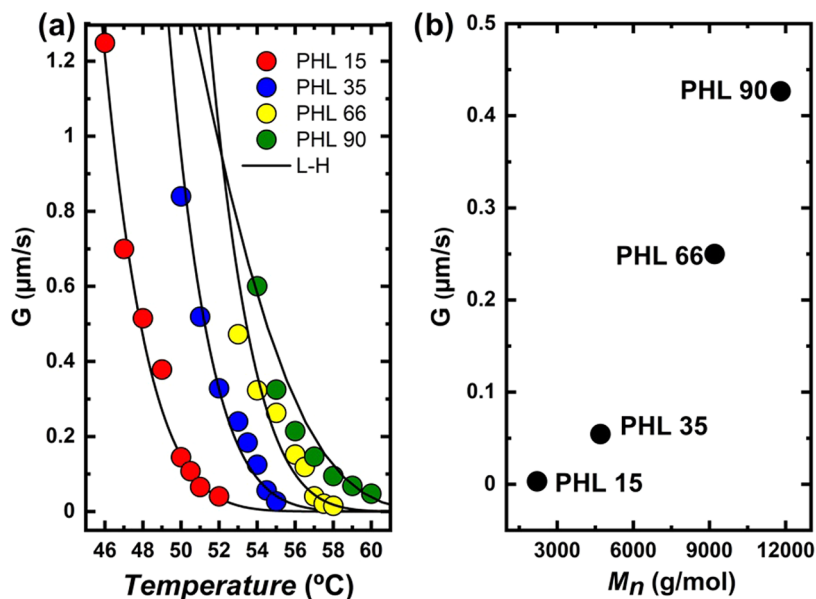 (a)
PHL 15
PHL 35
PHL 66
PHL 90
L-H
1.2
1
0.8
0.6
0.4
0.2
0
G (µm/s)
46 48 50 52 54 56 58 60
Temperature (ºC)
(b)
0.5
0.4
0.3
0.2
0.1
0
G (µm/s)
PHL 90
PHL 66
PHL 35
PHL 15
3000 6000 9000 12000
Mn (g/mol)